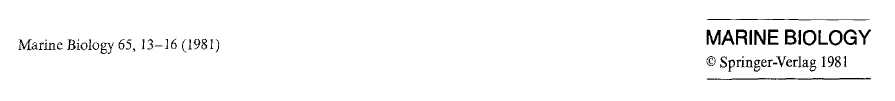 Marine Biology 65, 13–16 (1981)
MARINE BIOLOGY
© Springer-Verlag 1981